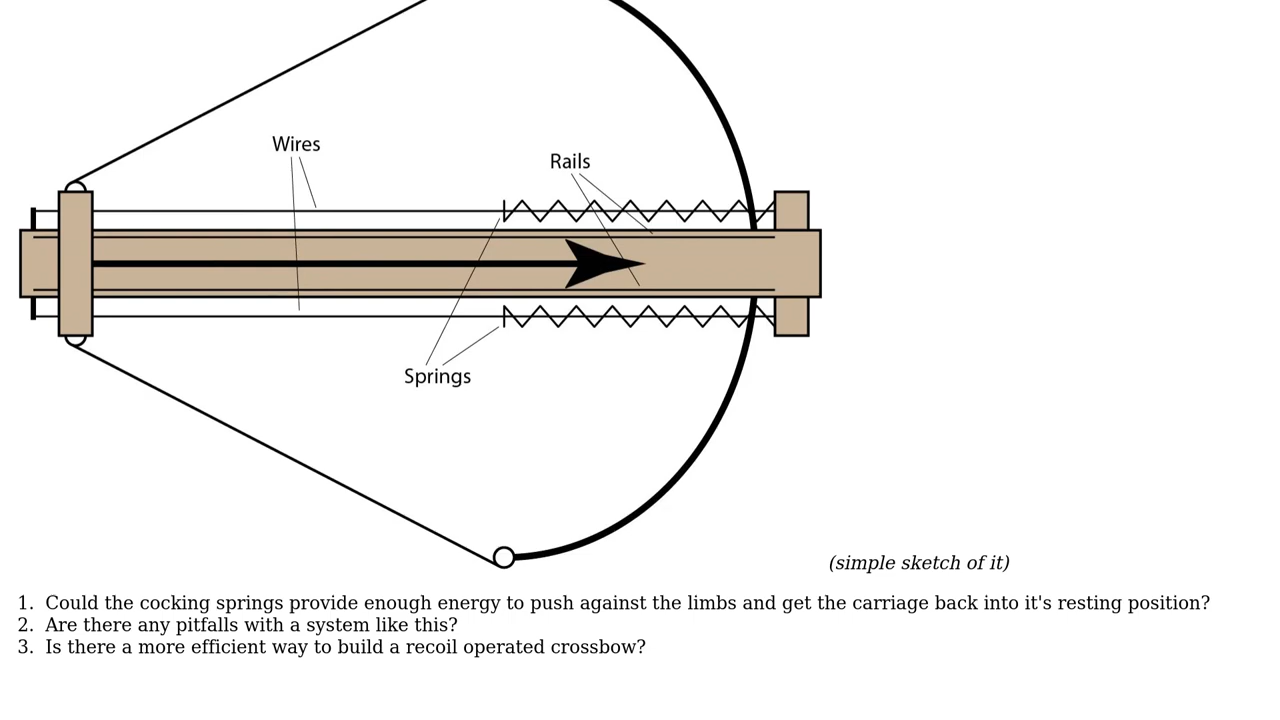 Wires
Rails
Springs
(simple sketch of it)
1. Could the cocking springs provide enough energy to push against the limbs and get the carriage back into it's resting position?
2. Are there any pitfalls with a system like this?
3. Is there a more efficient way to build a recoil operated crossbow?